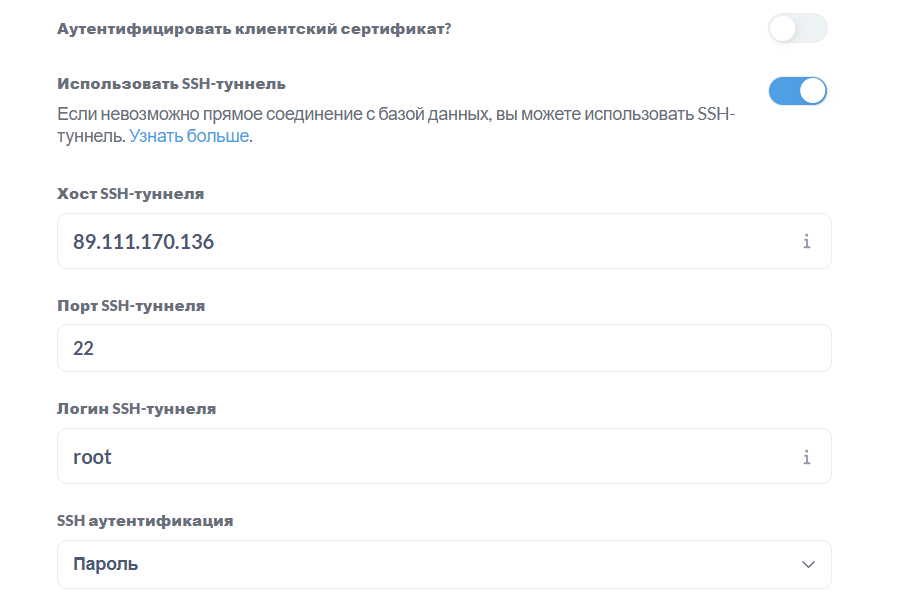 Аутентифицировать клиентский сертификат?
Использовать SSH-туннель
Если невозможно прямое соединение с базой данных, вы можете использовать SSH-
туннель. Узнать больше.
Хост SSH-туннеля
89.111.170.136
Порт SSH-туннеля
22
Логин SSH-туннеля
root
SSH аутентификация
Пароль